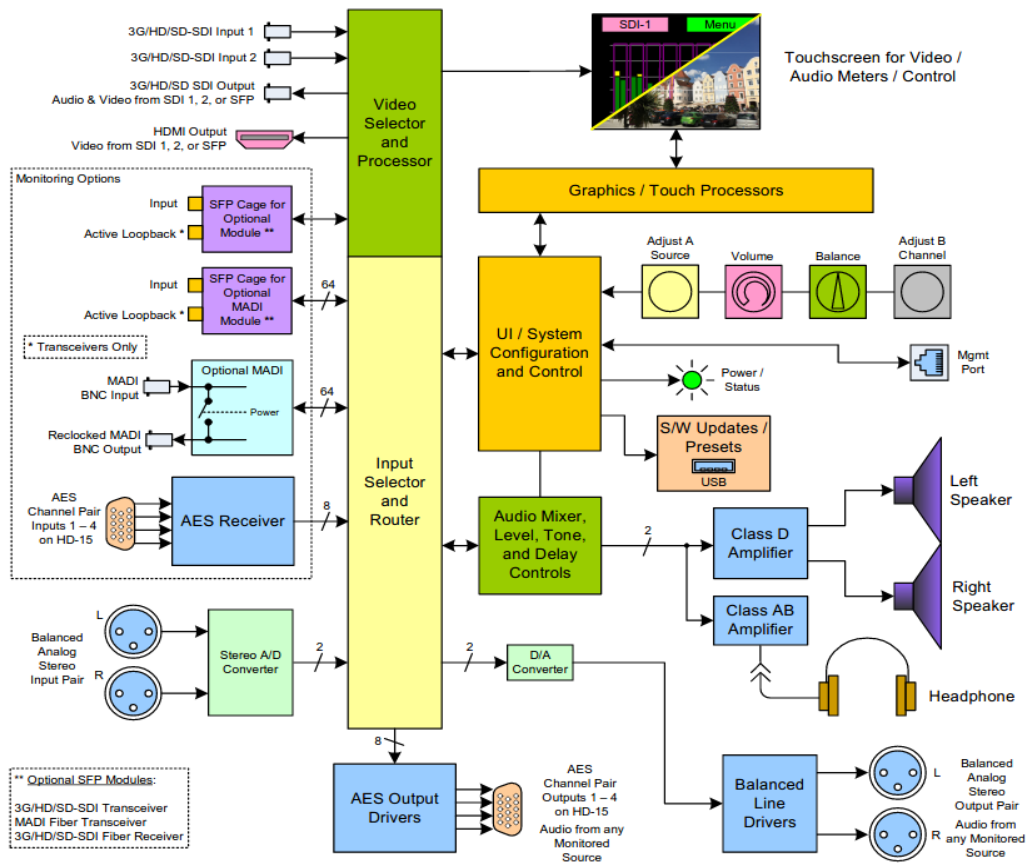 3G/HD/SD-SDI Input 1
3G/HD/SD-SDI Input 2
3G/HD/SD SDI Output
Audio & Video from SDI 1, 2, or SFP
HDMI Output
Video from SDI 1, 2, or SFP
Video
Selector
and
Processor
SDI-1
Menu
Touchscreen for Video /
Audio Meters / Control
Graphics / Touch Processors
Monitoring Options
Input
Active Loopback *
SFP Cage for
Optional
Module **
Input
Active Loopback *
SFP Cage for
Optional
MADI
Module **
64
* Transceivers Only
MADI
BNC Input
Reclocked MADI
BNC Output
Optional MADI
Power
64
AES
Channel Pair
Inputs 1 – 4
on HD-15
AES Receiver
8
Input
Selector
and
Router
UI / System
Configuration
and Control
Adjust A
Source
Volume
Balance
Adjust B
Channel
Mgmt
Port
Power /
Status
S/W Updates /
Presets
USB
Audio Mixer,
Level, Tone,
and Delay
Controls
2
Class D
Amplifier
Left
Speaker
Right
Speaker
Class AB
Amplifier
Headphone
L
R
Balanced
Analog
Stereo
Input Pair
Stereo A/D
Converter
2
2
D/A
Converter
8
AES Output
Drivers
AES
Channel Pair
Outputs 1 – 4
on HD-15
Audio from any
Monitored
Source
Balanced
Line
Drivers
L
R
Balanced
Analog
Stereo
Output Pair
Audio from
any Monitored
Source
** Optional SFP Modules:
3G/HD/SD-SDI Transceiver
MADI Fiber Transceiver
3G/HD/SD-SDI Fiber Receiver